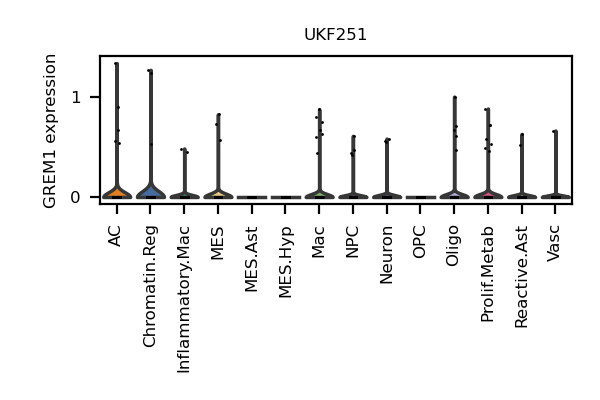 UKF251
GREM1 expression
1
0
AC
Chromatin.Reg
Inflammatory.Mac
MES
MES.Ast
MES.Hyp
Mac
NPC
Neuron
OPC
Oligo
Prolif.Metab
Reactive.Ast
Vasc